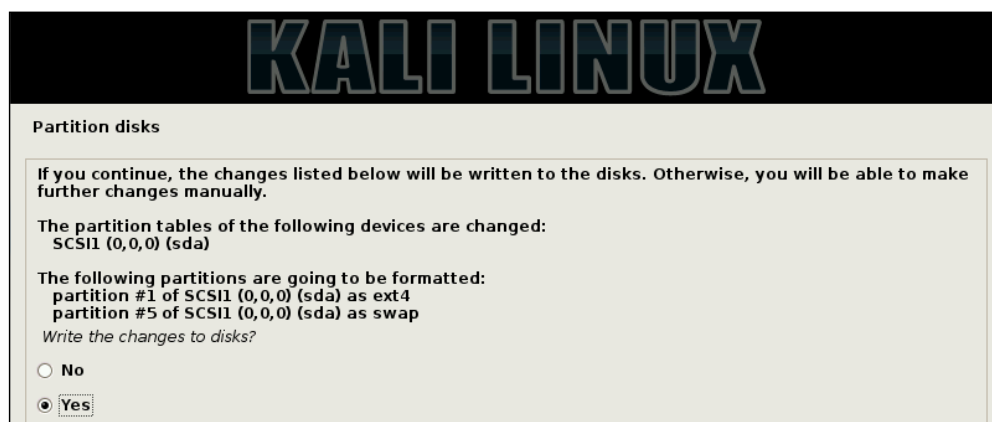 KALI LINUX
Partition disks
If you continue, the changes listed below will be written to the disks. Otherwise, you will be able to make
further changes manually.
The partition tables of the following devices are changed:
SCSI1 (0,0,0) (sda)
The following partitions are going to be formatted:
partition #1 of SCSI1 (0,0,0) (sda) as ext4
partition #5 of SCSI1 (0,0,0) (sda) as swap
Write the changes to disks?
No
Yes